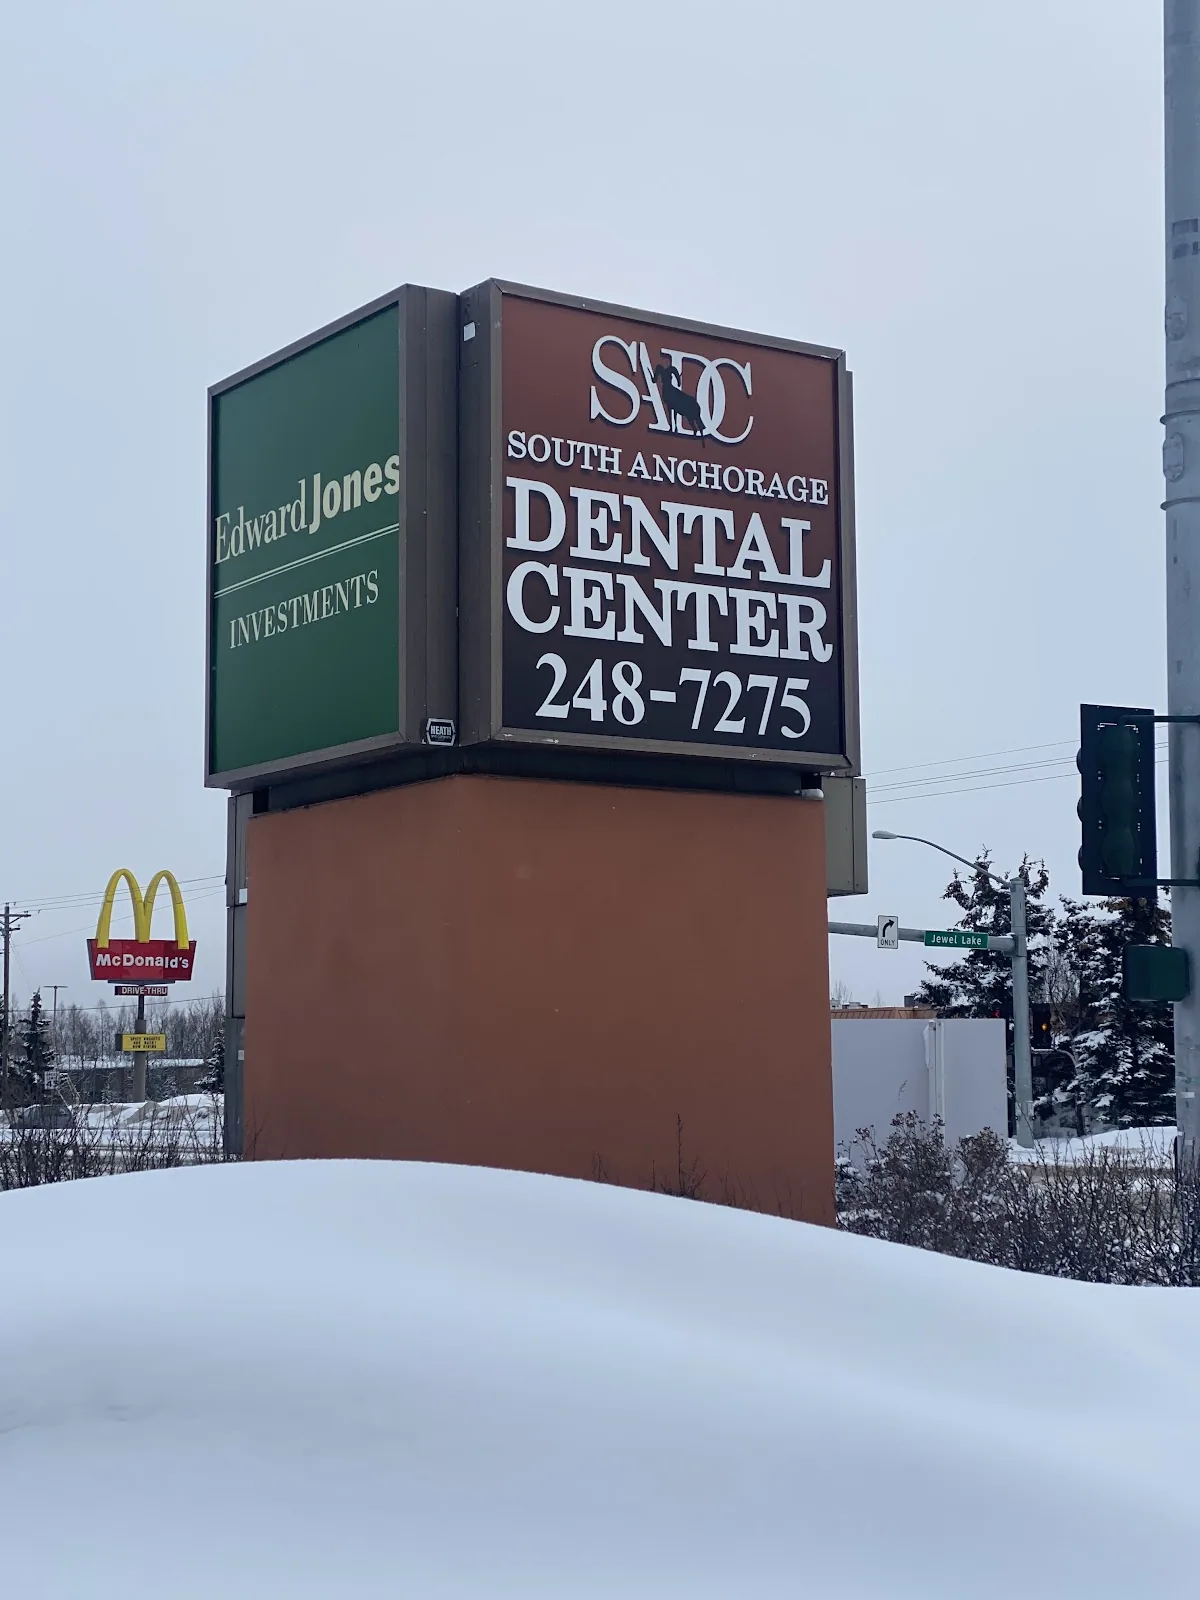 Edward Jones
INVESTMENTS
SADC
SOUTH ANCHORAGE
DENTAL
CENTER
248-7275
HEATH
McDonald's
DRIVE-THRU
ONLY
Jewel Lake